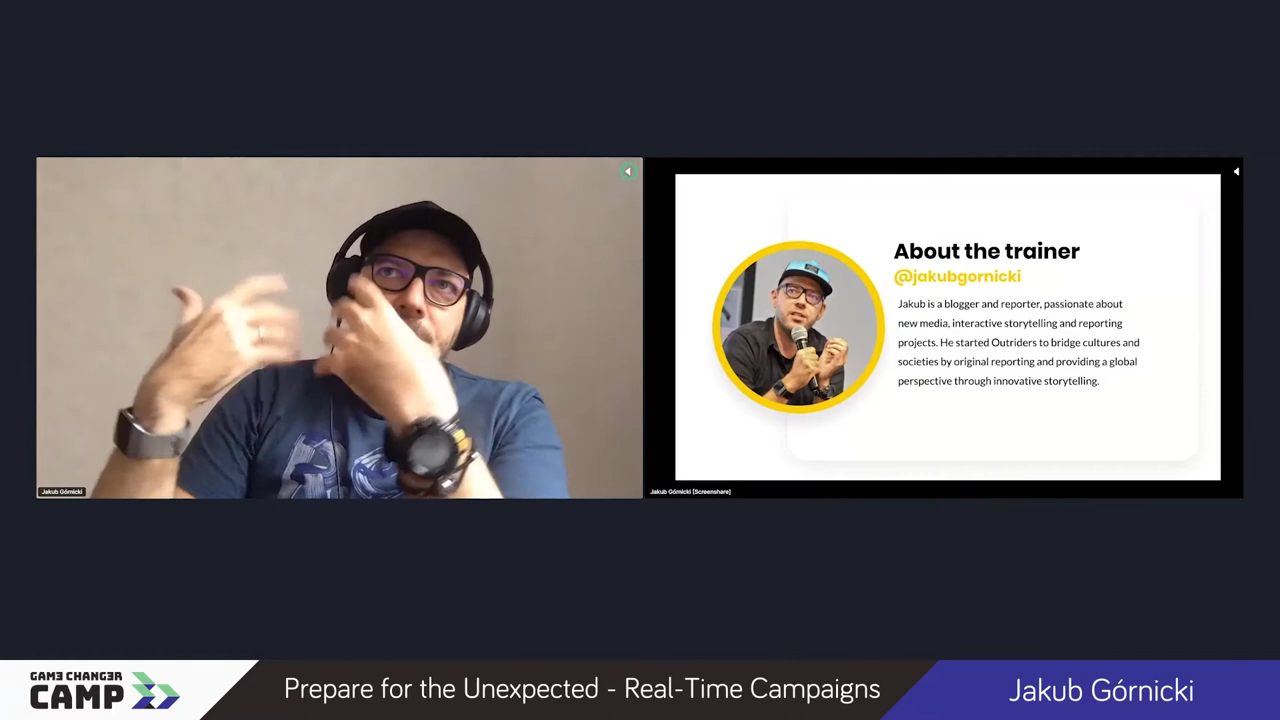 Jakub Górnicki
About the trainer
@jakubgornicki
Jakub is a blogger and reporter, passionate about
new media, interactive storytelling and reporting
projects. He started Outriders to bridge cultures and
societies by original reporting and providing a global
perspective through innovative storytelling.
Jakub Górnicki [Screenshare]
GAMƎ CHANGƎR
CAMP
Prepare for the Unexpected - Real-Time Campaigns
Jakub Górnicki